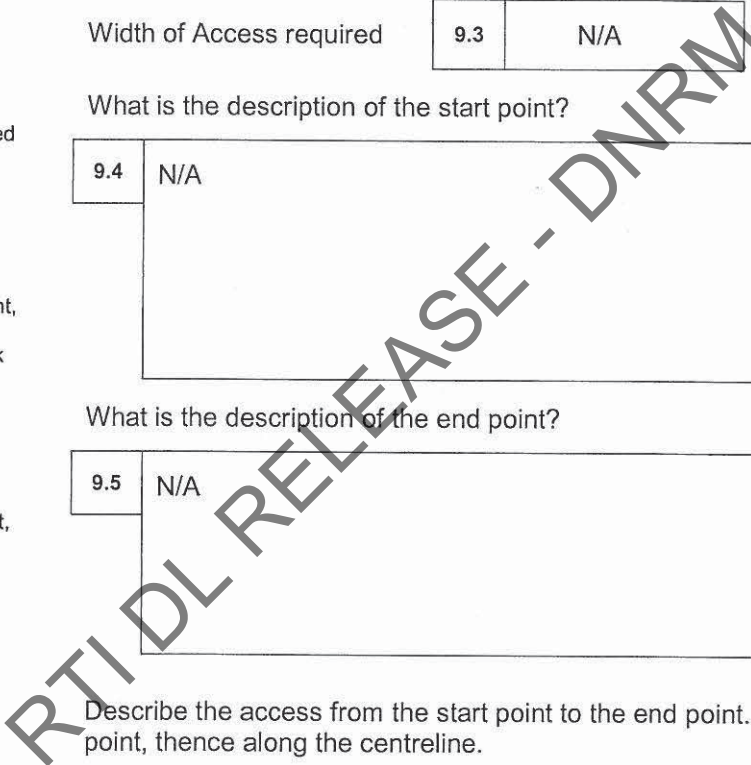 Width of Access required 9.3 N/A
What is the description of the start point?
ed
9.4 N/A
nt,
k
What is the description of the end point?
9.5 N/A
t,
Describe the access from the start point to the end point.
point, thence along the centreline.
RTI DL RELEASE - DNRM